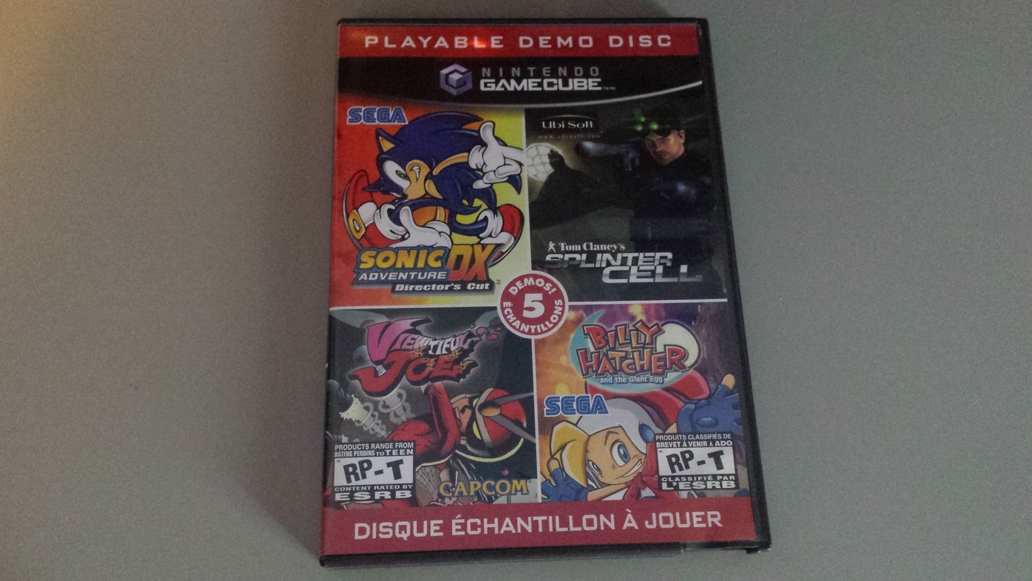 PLAYABLE DEMO DISC
NINTENDO
GAMECUBE
SEGA
Ubi Soft
SONIC
ADVENTURE DX
Director's Cut
Tom Clancy's
SPLINTER
CELL
DEMOS!
5
ÉCHANTILLONS
VIEWTIFUL
JOE
BILLY
HATCHER
and the Giant Egg
SEGA
PRODUCTS RANGE FROM
RATING PENDING TO TEEN
RP-T
CONTENT RATED BY
ESRB
CAPCOM
PRODUITS CLASSIFIÉS DE
BREVET À VENIR À ADO
RP-T
CLASSIFIÉ PAR
L'ESRB
DISQUE ÉCHANTILLON À JOUER